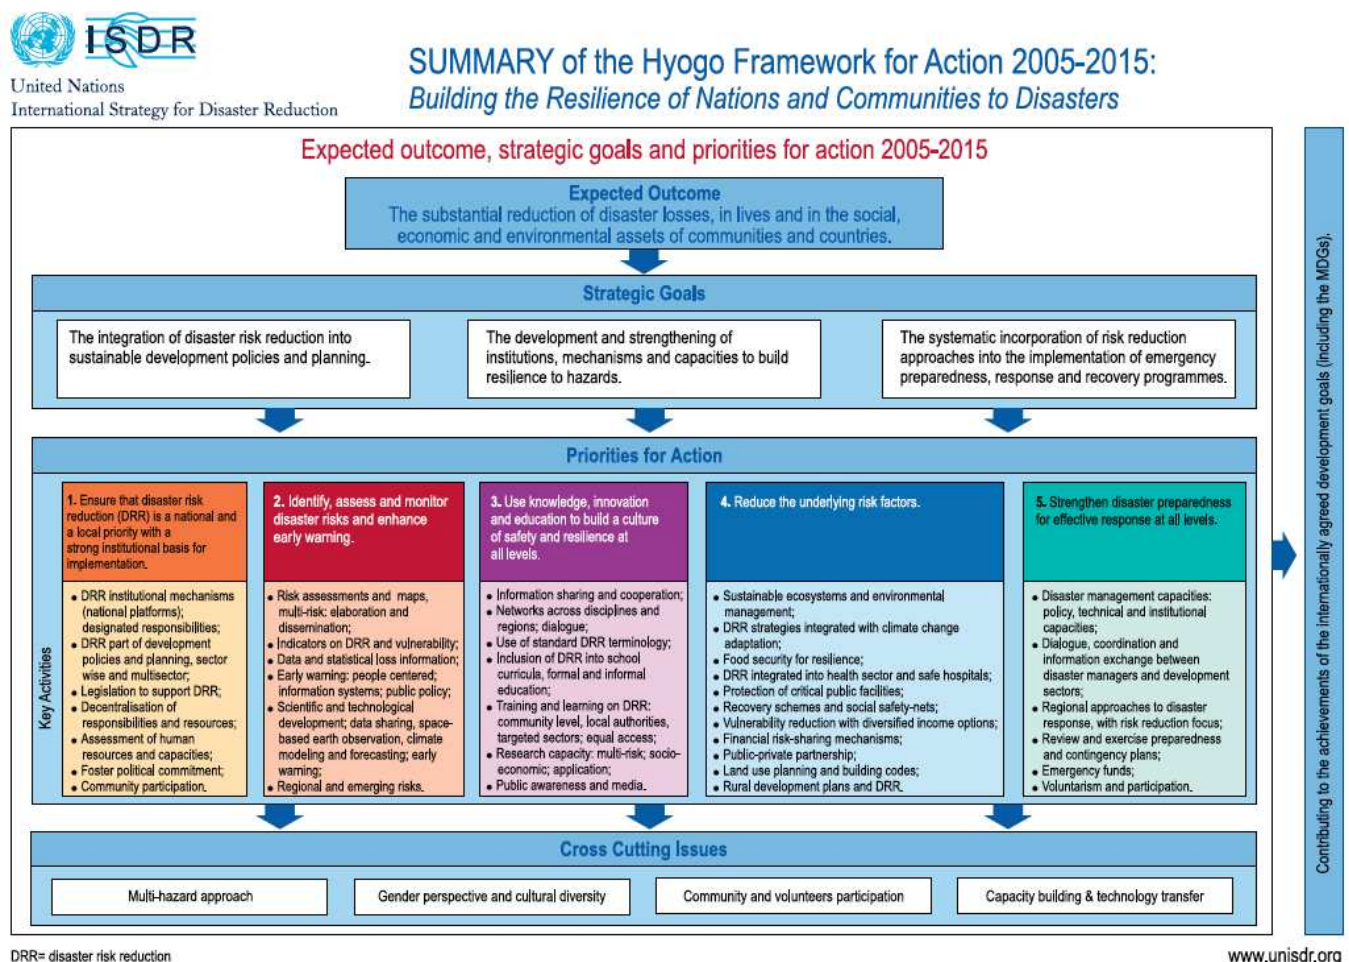 ISDR
United Nations
International Strategy for Disaster Reduction
SUMMARY of the Hyogo Framework for Action 2005-2015:
Building the Resilience of Nations and Communities to Disasters
Expected outcome, strategic goals and priorities for action 2005-2015
Expected Outcome
The substantial reduction of disaster losses, in lives and in the social,
economic and environmental assets of communities and countries.
Strategic Goals
The integration of disaster risk reduction into
sustainable development policies and planning.
The development and strengthening of
institutions, mechanisms and capacities to build
resilience to hazards.
The systematic incorporation of risk reduction
approaches into the implementation of emergency
preparedness, response and recovery programmes.
Priorities for Action
1. Ensure that disaster risk
reduction (DRR) is a national and
a local priority with a
strong institutional basis for
implementation.
2. Identify, assess and monitor
disaster risks and enhance
early warning.
3. Use knowledge, innovation
and education to build a culture
of safety and resilience at
all levels.
4. Reduce the underlying risk factors.
5. Strengthen disaster preparedness
for effective response at all levels.
Key Activities
• DRR institutional mechanisms
(national platforms);
designated responsibilities;
• DRR part of development
policies and planning, sector
wise and multisector;
• Legislation to support DRR;
• Decentralisation of
responsibilities and resources;
• Assessment of human
resources and capacities;
• Foster political commitment;
• Community participation.
• Risk assessments and maps,
multi-risk: elaboration and
dissemination;
• Indicators on DRR and vulnerability;
• Data and statistical loss information;
• Early warning: people centered;
information systems; public policy;
• Scientific and technological
development; data sharing, space-
based earth observation, climate
modeling and forecasting; early
warning;
• Regional and emerging risks.
• Information sharing and cooperation;
• Networks across disciplines and
regions; dialogue;
• Use of standard DRR terminology;
• Inclusion of DRR into school
curricula, formal and informal
education;
• Training and learning on DRR:
community level, local authorities,
targeted sectors; equal access;
• Research capacity: multi-risk; socio-
economic; application;
• Public awareness and media.
• Sustainable ecosystems and environmental
management;
• DRR strategies integrated with climate change
adaptation;
• Food security for resilience;
• DRR integrated into health sector and safe hospitals;
• Protection of critical public facilities;
• Recovery schemes and social safety-nets;
• Vulnerability reduction with diversified income options;
• Financial risk-sharing mechanisms;
• Public-private partnership;
• Land use planning and building codes;
• Rural development plans and DRR.
• Disaster management capacities:
policy, technical and institutional
capacities;
• Dialogue, coordination and
information exchange between
disaster managers and development
sectors;
• Regional approaches to disaster
response, with risk reduction focus;
• Review and exercise preparedness
and contingency plans;
• Emergency funds;
• Voluntarism and participation.
Cross Cutting Issues
Multi-hazard approach
Gender perspective and cultural diversity
Community and volunteers participation
Capacity building & technology transfer
Contributing to the achievements of the internationally agreed development goals (including the MDGs).
DRR= disaster risk reduction
www.unisdr.org